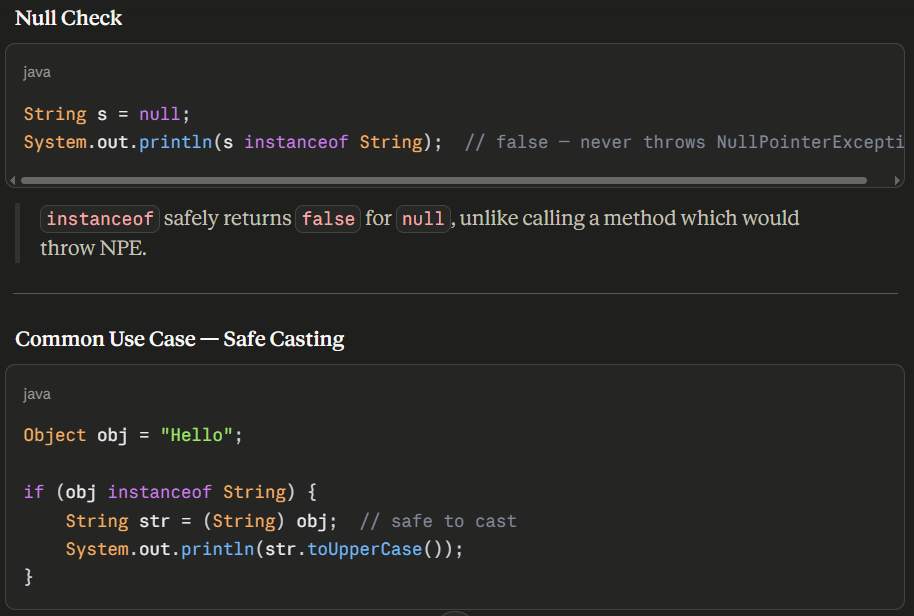 Null Check
java
String s = null;
System.out.println(s instanceof String);  // false — never throws NullPointerExcepti
instanceof safely returns false for null, unlike calling a method which would
throw NPE.
Common Use Case — Safe Casting
java
Object obj = "Hello";
if (obj instanceof String) {
    String str = (String) obj;  // safe to cast
    System.out.println(str.toUpperCase());
}